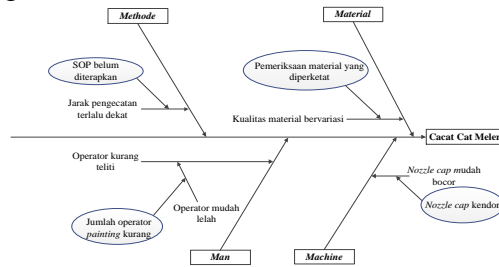 Methode
Material
SOP belum
diterapkan
Pemeriksaan material yang
diperketat
Jarak pengecatan
terlalu dekat
Kualitas material bervariasi
Cacat Cat Meler
Operator kurang
teliti
Nozzle cap mudah
bocor
Operator mudah
lelah
Nozzle cap kendor
Jumlah operator
painting kurang
Man
Machine